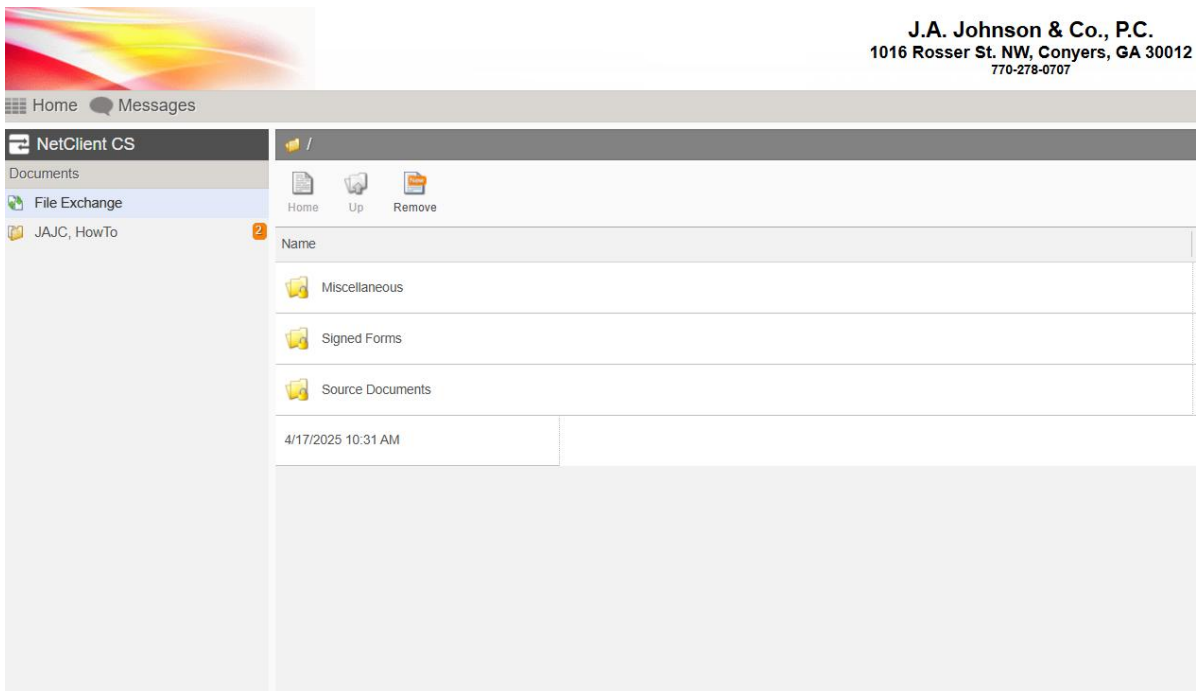 J.A. Johnson & Co., P.C.
1016 Rosser St. NW, Conyers, GA 30012
770-278-0707
Home Messages
NetClient CS
/
Documents
File Exchange
JAJC, HowTo 2
Home Up Remove
Name
Miscellaneous
Signed Forms
Source Documents
4/17/2025 10:31 AM